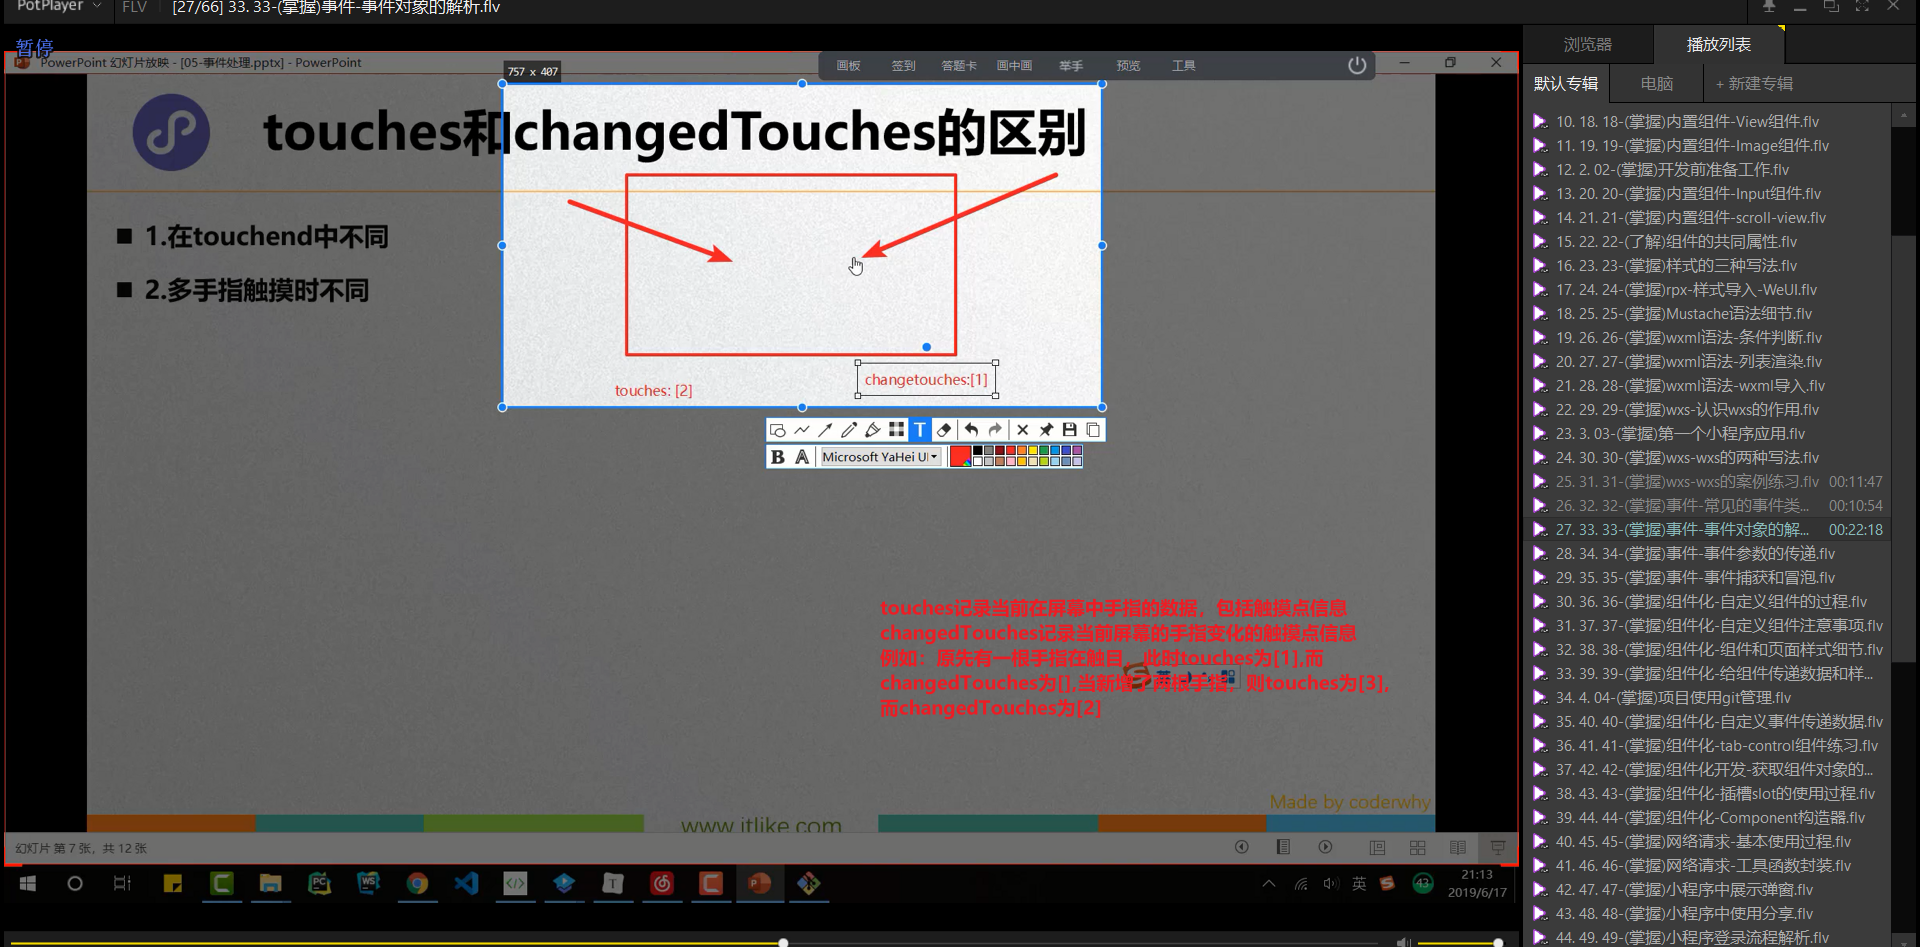 PotPlayer
FLV
[27/66] 33. 33-(掌握)事件-事件对象的解析.flv
暂停
PowerPoint 幻灯片放映 - [05-事件处理.pptx] - PowerPoint
757 x 407
画板
签到
答题卡
画中画
举手
预览
工具
touches和changedTouches的区别
1.在touchend中不同
2.多手指触摸时不同
touches: [2]
changetouches:[1]
B A Microsoft YaHei UI
touches记录当前在屏幕中手指的数据，包括触摸点信息
changedTouches记录当前屏幕的手指变化的触摸点信息
例如：原先有一根手指在触目，此时touches为[1],而
changedTouches为[],当新增了两根手指，则touches为[3],
而changedTouches为[2]
Made by coderwhy
www.itlike.com
幻灯片 第 7 张，共 12 张
英
43
21:13
2019/6/17
浏览器
播放列表
默认专辑
电脑
+ 新建专辑
10. 18. 18-(掌握)内置组件-View组件.flv
11. 19. 19-(掌握)内置组件-Image组件.flv
12. 2. 02-(掌握)开发前准备工作.flv
13. 20. 20-(掌握)内置组件-Input组件.flv
14. 21. 21-(掌握)内置组件-scroll-view.flv
15. 22. 22-(了解)组件的共同属性.flv
16. 23. 23-(掌握)样式的三种写法.flv
17. 24. 24-(掌握)rpx-样式导入-WeUI.flv
18. 25. 25-(掌握)Mustache语法细节.flv
19. 26. 26-(掌握)wxml语法-条件判断.flv
20. 27. 27-(掌握)wxml语法-列表渲染.flv
21. 28. 28-(掌握)wxml语法-wxml导入.flv
22. 29. 29-(掌握)wxs-认识wxs的作用.flv
23. 3. 03-(掌握)第一个小程序应用.flv
24. 30. 30-(掌握)wxs-wxs的两种写法.flv
25. 31. 31-(掌握)wxs-wxs的案例练习.flv 00:11:47
26. 32. 32-(掌握)事件-常见的事件类... 00:10:54
27. 33. 33-(掌握)事件-事件对象的解... 00:22:18
28. 34. 34-(掌握)事件-事件参数的传递.flv
29. 35. 35-(掌握)事件-事件捕获和冒泡.flv
30. 36. 36-(掌握)组件化-自定义组件的过程.flv
31. 37. 37-(掌握)组件化-自定义组件注意事项.flv
32. 38. 38-(掌握)组件化-组件和页面样式细节.flv
33. 39. 39-(掌握)组件化-给组件传递数据和样...
34. 4. 04-(掌握)项目使用git管理.flv
35. 40. 40-(掌握)组件化-自定义事件传递数据.flv
36. 41. 41-(掌握)组件化-tab-control组件练习.flv
37. 42. 42-(掌握)组件化开发-获取组件对象的...
38. 43. 43-(掌握)组件化-插槽slot的使用过程.flv
39. 44. 44-(掌握)组件化-Component构造器.flv
40. 45. 45-(掌握)网络请求-基本使用过程.flv
41. 46. 46-(掌握)网络请求-工具函数封装.flv
42. 47. 47-(掌握)小程序中展示弹窗.flv
43. 48. 48-(掌握)小程序中使用分享.flv
44. 49. 49-(掌握)小程序登录流程解析.flv